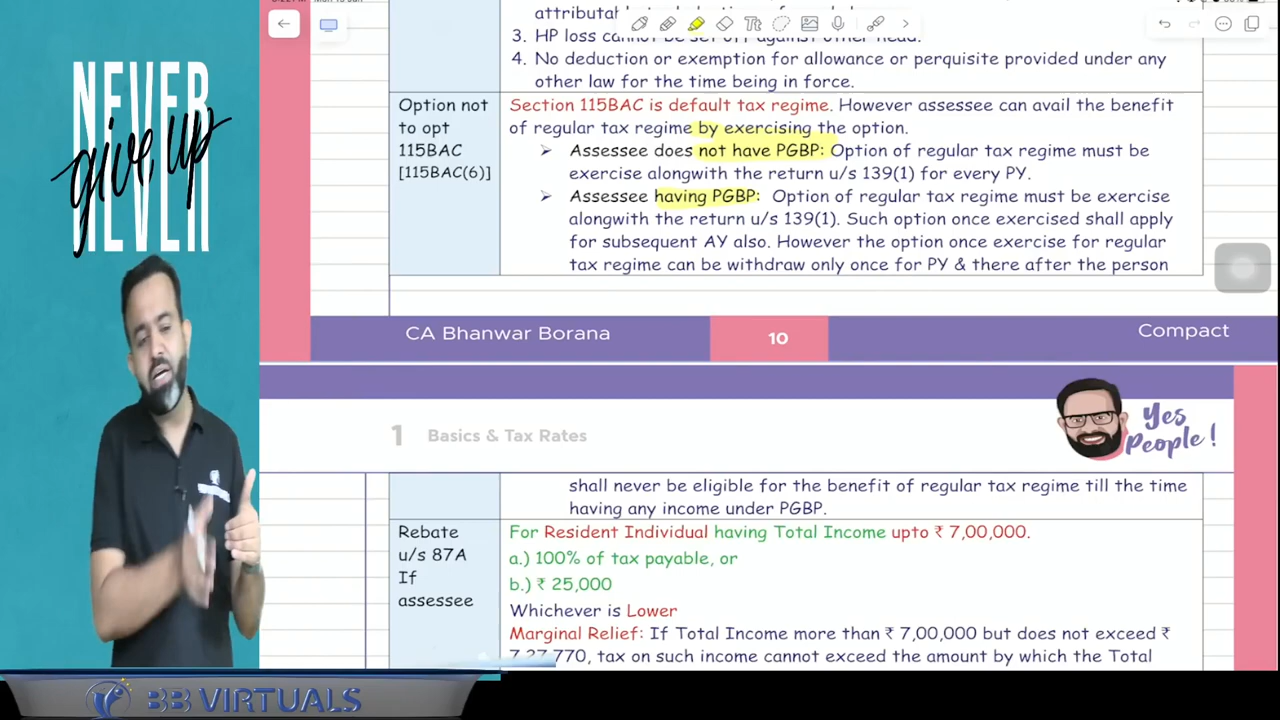 NEVER
give up
NEVER
attributa
3. HP loss cannot be set off against other head.
4. No deduction or exemption for allowance or perquisite provided under any
other law for the time being in force.
Option not
to opt
115BAC
[115BAC(6)]
Section 115BAC is default tax regime. However assessee can avail the benefit
of regular tax regime by exercising the option.
➢ Assessee does not have PGBP: Option of regular tax regime must be
exercise alongwith the return u/s 139(1) for every PY.
➢ Assessee having PGBP: Option of regular tax regime must be exercise
alongwith the return u/s 139(1). Such option once exercised shall apply
for subsequent AY also. However the option once exercise for regular
tax regime can be withdraw only once for PY & there after the person
CA Bhanwar Borana
10
Compact
1 Basics & Tax Rates
Yes
People!
shall never be eligible for the benefit of regular tax regime till the time
having any income under PGBP.
Rebate
u/s 87A
If
assessee
For Resident Individual having Total Income upto ₹ 7,00,000.
a.) 100% of tax payable, or
b.) ₹ 25,000
Whichever is Lower
Marginal Relief: If Total Income more than ₹ 7,00,000 but does not exceed ₹
7,27,770, tax on such income cannot exceed the amount by which the Total
BB VIRTUALS